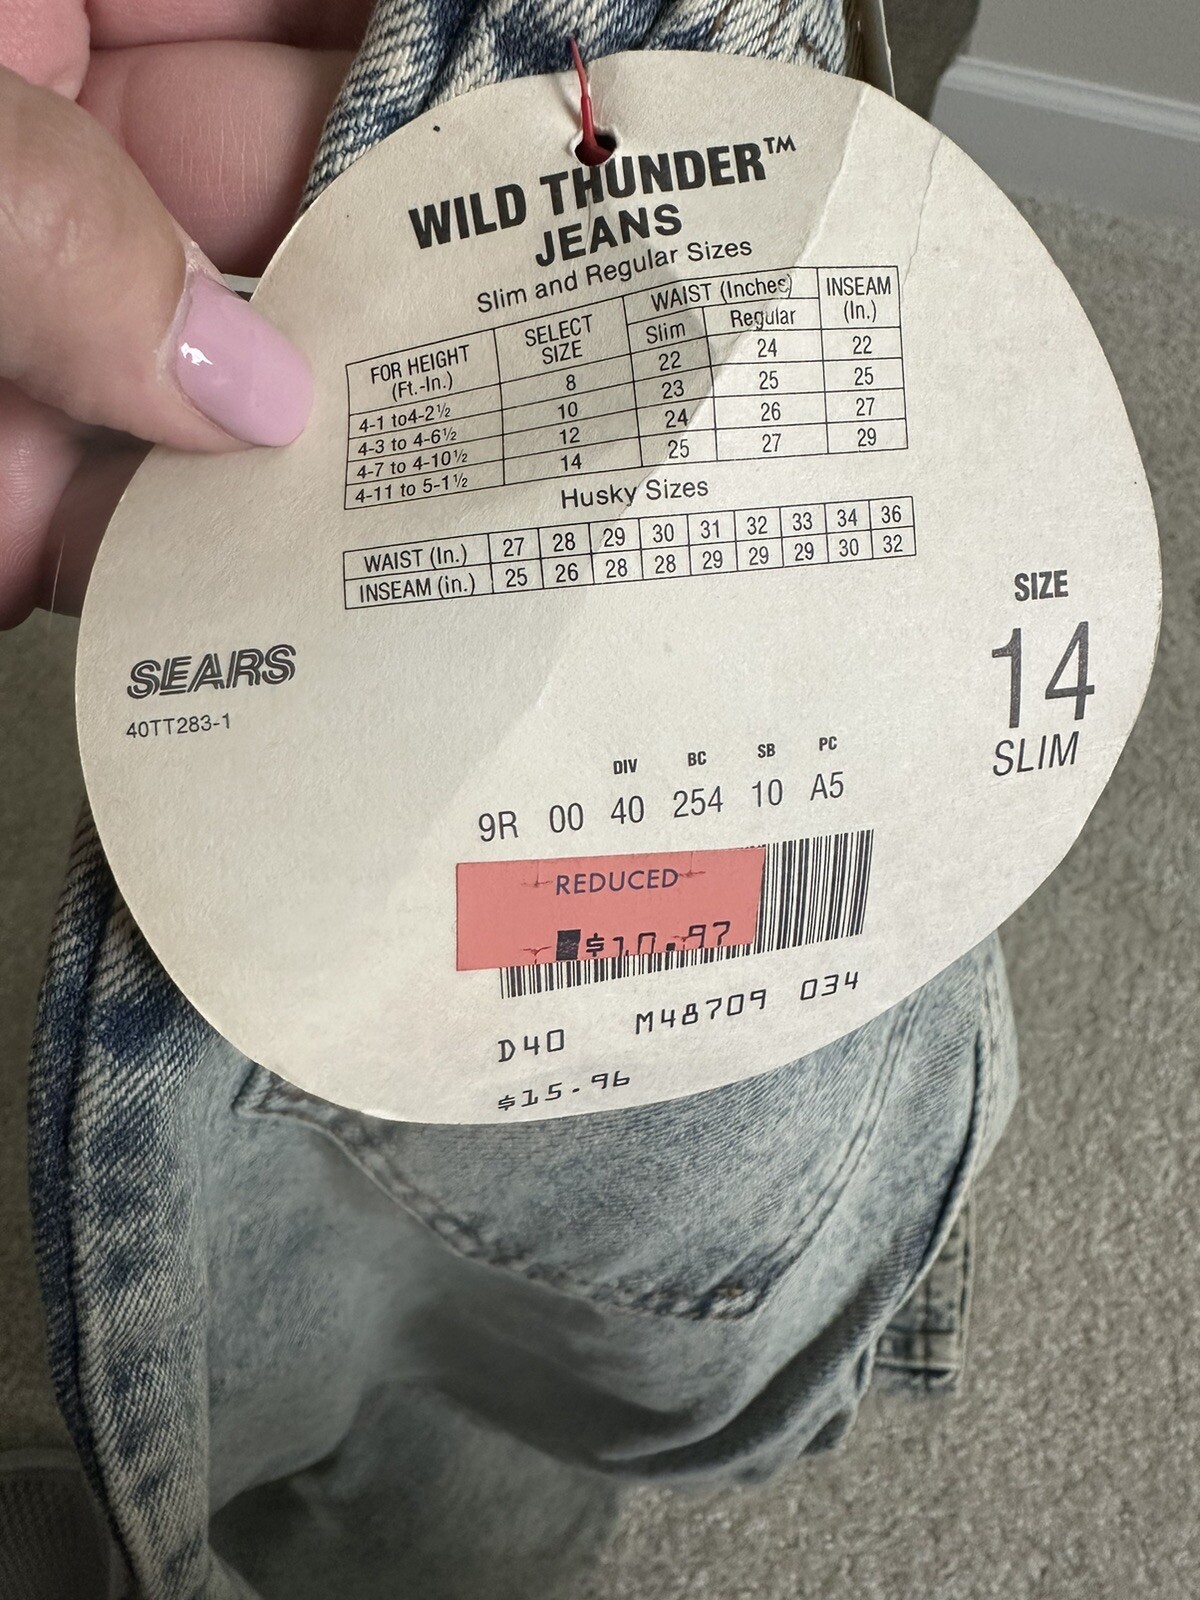 WILD THUNDER™
JEANS
Slim and Regular Sizes
FOR HEIGHT (Ft.-In.) SELECT SIZE WAIST (Inches) INSEAM (In.)
Slim Regular
4-1 to4-2½ 8 22 24 22
4-3 to 4-6½ 10 23 25 25
4-7 to 4-10½ 12 24 26 27
4-11 to 5-1½ 14 25 27 29
Husky Sizes
WAIST (In.) 27 28 29 30 31 32 33 34 36
INSEAM (in.) 25 26 28 28 29 29 29 30 32
SEARS
40TT283-1
SIZE
14
SLIM
DIV BC SB PC
9R 00 40 254 10 A5
REDUCED
$10.97
D40 M48709 034
$15.96